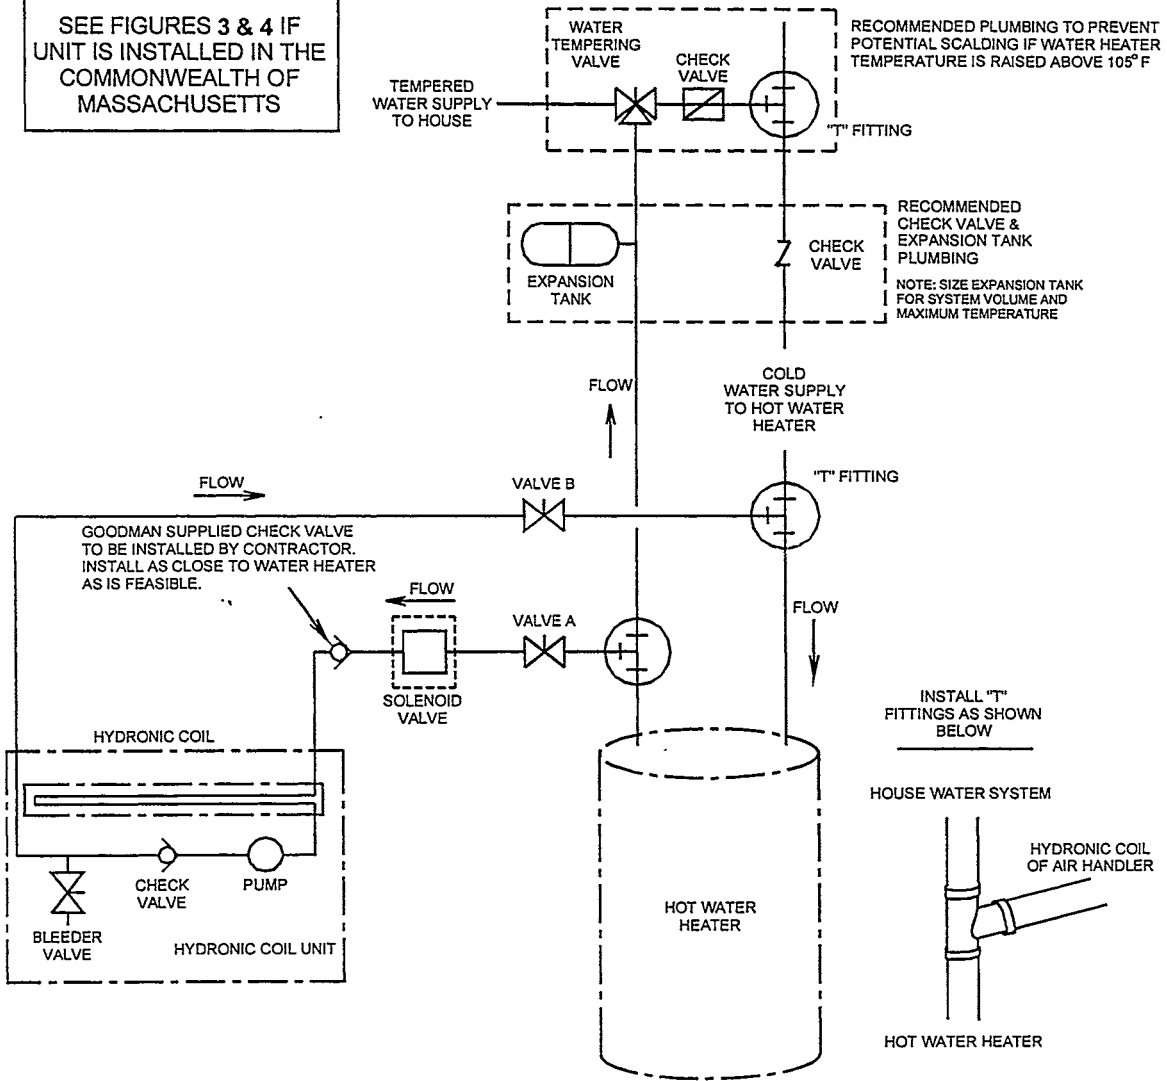 SEE FIGURES 3 & 4 IF
UNIT IS INSTALLED IN THE
COMMONWEALTH OF
MASSACHUSETTS
WATER
TEMPERING
VALVE
CHECK
VALVE
RECOMMENDED PLUMBING TO PREVENT
POTENTIAL SCALDING IF WATER HEATER
TEMPERATURE IS RAISED ABOVE 105°F
TEMPERED
WATER SUPPLY
TO HOUSE
"T" FITTING
EXPANSION
TANK
CHECK
VALVE
RECOMMENDED
CHECK VALVE &
EXPANSION TANK
PLUMBING
NOTE: SIZE EXPANSION TANK
FOR SYSTEM VOLUME AND
MAXIMUM TEMPERATURE
FLOW
COLD
WATER SUPPLY
TO HOT WATER
HEATER
FLOW
VALVE B
"T" FITTING
GOODMAN SUPPLIED CHECK VALVE
TO BE INSTALLED BY CONTRACTOR.
INSTALL AS CLOSE TO WATER HEATER
AS IS FEASIBLE.
FLOW
VALVE A
FLOW
SOLENOID
VALVE
HYDRONIC COIL
CHECK
VALVE
PUMP
BLEEDER
VALVE
HYDRONIC COIL UNIT
HOT WATER
HEATER
INSTALL "T"
FITTINGS AS SHOWN
BELOW
HOUSE WATER SYSTEM
HYDRONIC COIL
OF AIR HANDLER
HOT WATER HEATER